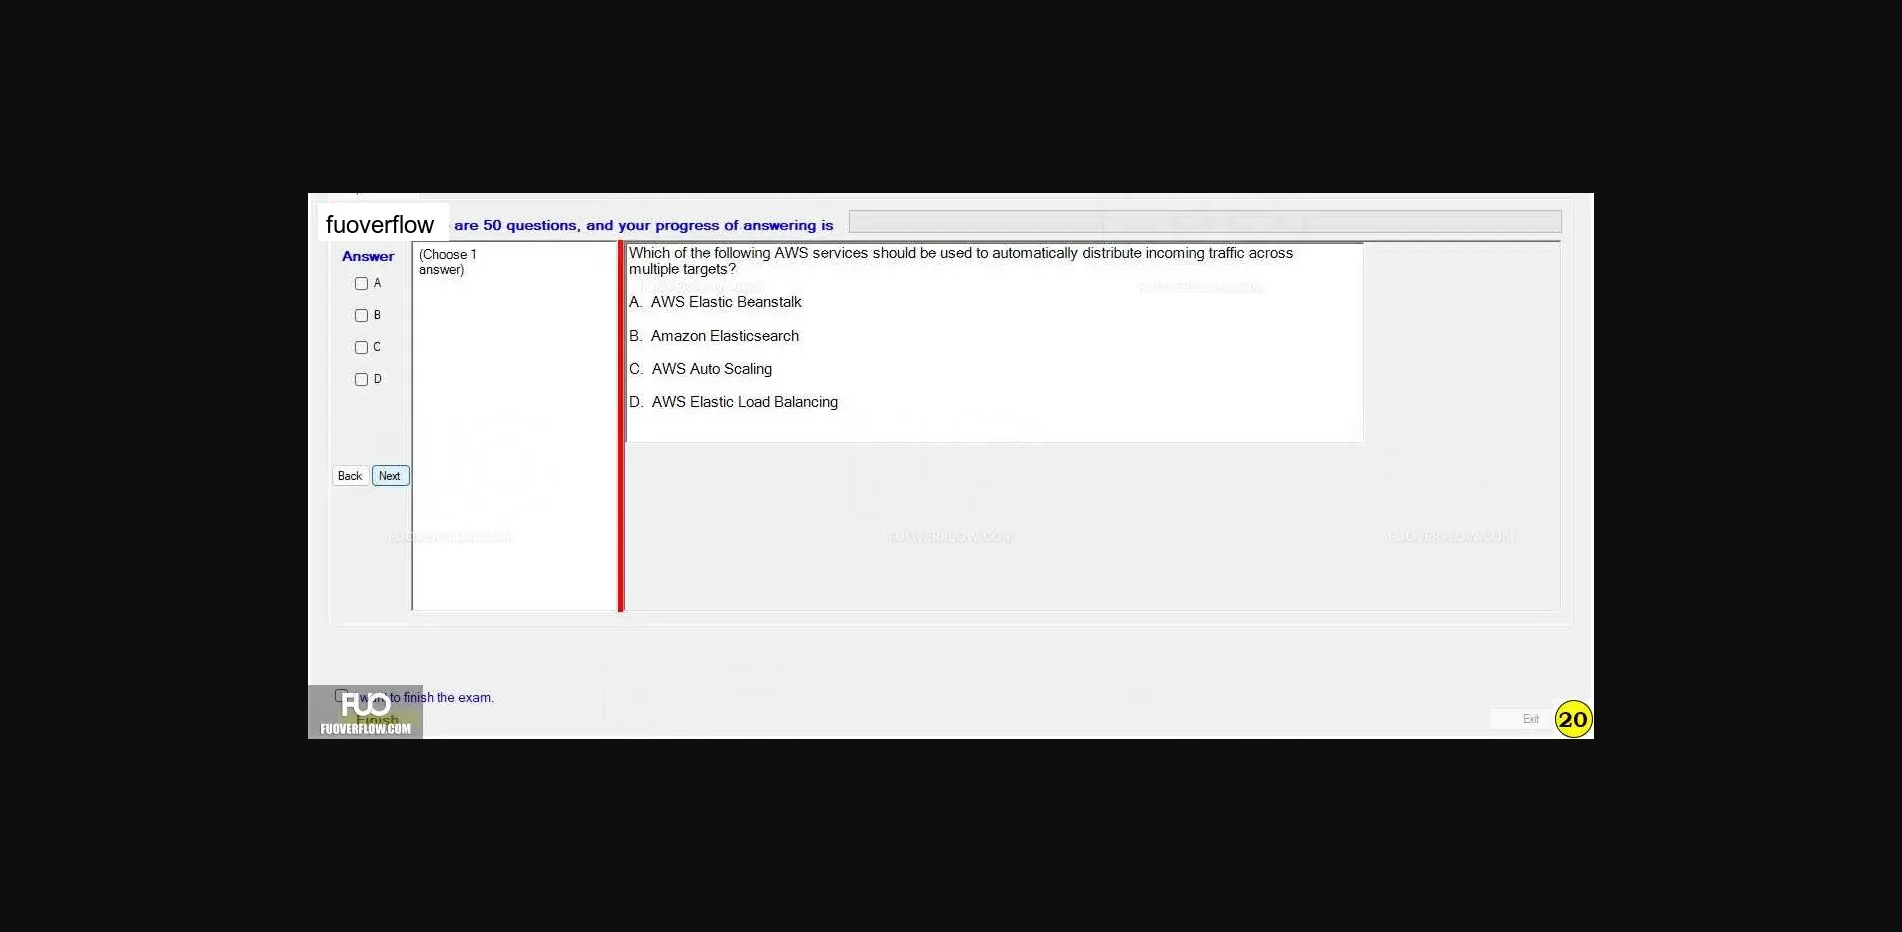 fuoverflow are 50 questions, and your progress of answering is
Answer
(Choose 1
answer)
A
B
C
D
Back Next
Which of the following AWS services should be used to automatically distribute incoming traffic across
multiple targets?
A. AWS Elastic Beanstalk
B. Amazon Elasticsearch
C. AWS Auto Scaling
D. AWS Elastic Load Balancing
FUOVERFLOW.COM
FUOVERFLOW.COM
FUOVERFLOW.COM
FUOVERFLOW.COM
want to finish the exam.
Finish
FUO
FUOVERFLOW.COM
Exit
20